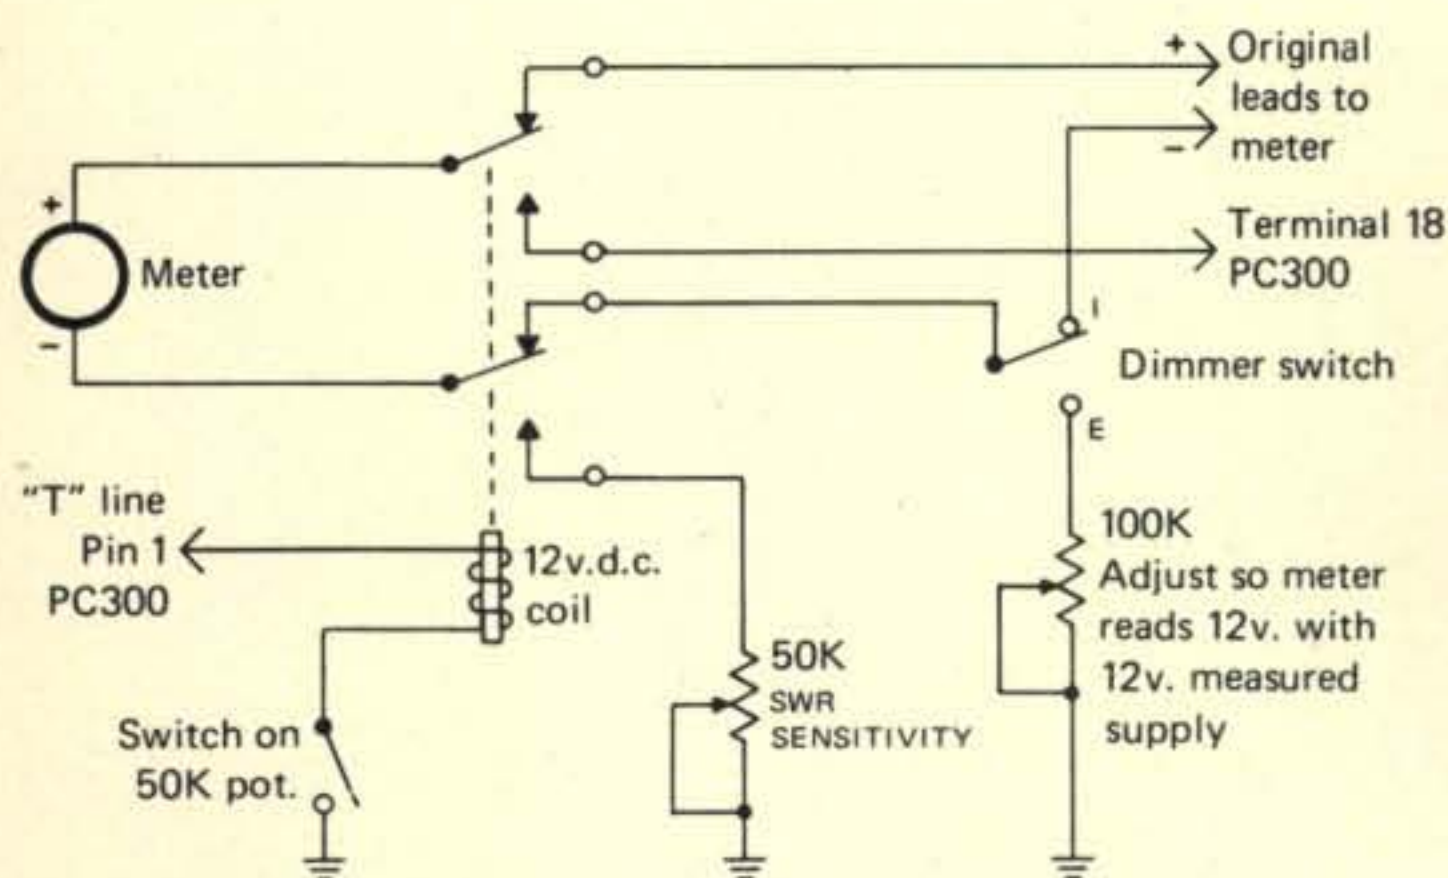 + Original
leads to
- meter
Terminal 18
PC300
+
Meter
-
I
Dimmer switch
E
"T" line
Pin 1
PC300
12v.d.c.
coil
100K
Adjust so meter
reads 12v. with
12v. measured
supply
50K
SWR
SENSITIVITY
Switch on
50K pot.